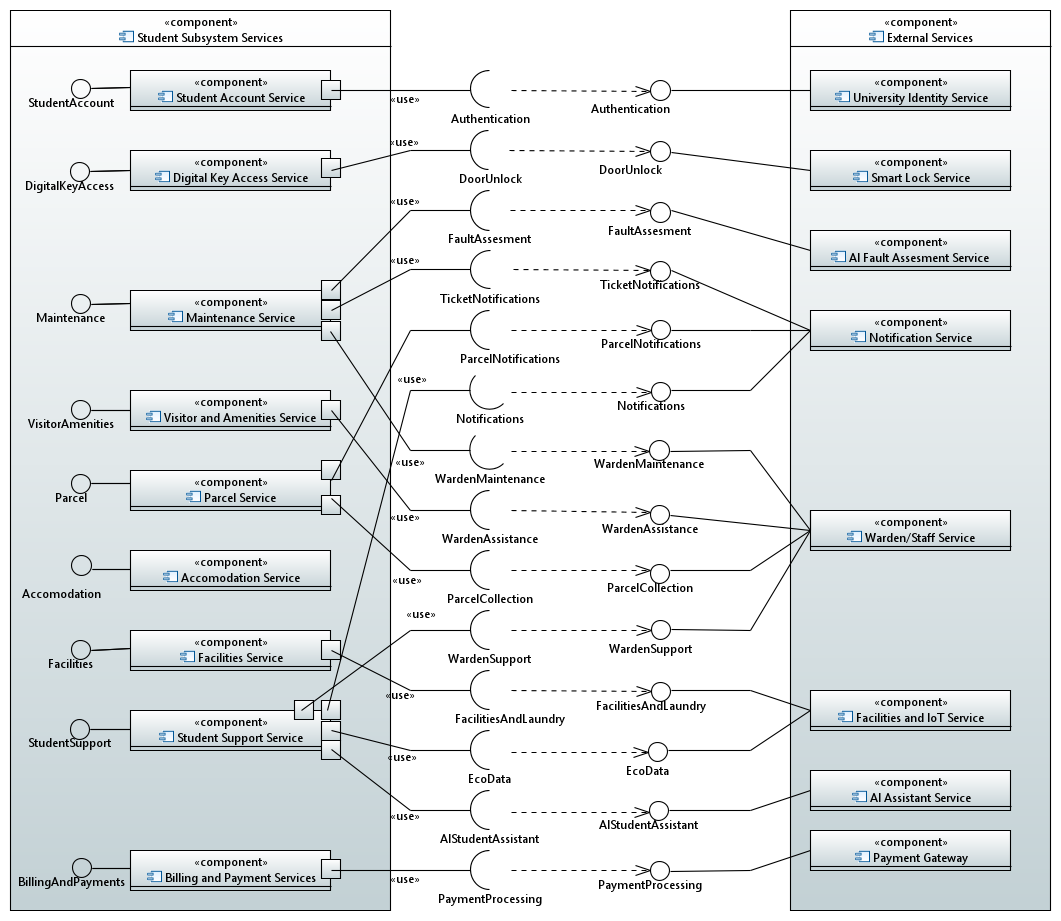 «component»
Student Subsystem Services
«component»
External Services
StudentAccount
«component»
Student Account Service
«use»
Authentication
Authentication
«component»
University Identity Service
DigitalKeyAccess
«component»
Digital Key Access Service
«use»
DoorUnlock
DoorUnlock
«component»
Smart Lock Service
«use»
FaultAssesment
FaultAssesment
«component»
AI Fault Assesment Service
«use»
TicketNotifications
TicketNotifications
Maintenance
«component»
Maintenance Service
ParcelNotifications
ParcelNotifications
«component»
Notification Service
VisitorAmenities
«component»
Visitor and Amenities Service
«use»
Notifications
Notifications
Parcel
«component»
Parcel Service
«use»
WardenMaintenance
WardenMaintenance
«use»
WardenAssistance
WardenAssistance
«component»
Warden/Staff Service
Accomodation
«component»
Accomodation Service
«use»
ParcelCollection
ParcelCollection
Facilities
«component»
Facilities Service
«use»
WardenSupport
WardenSupport
StudentSupport
«component»
Student Support Service
«use»
FacilitiesAndLaundry
FacilitiesAndLaundry
«component»
Facilities and IoT Service
«use»
EcoData
EcoData
«use»
AIStudentAssistant
AIStudentAssistant
«component»
AI Assistant Service
BillingAndPayments
«component»
Billing and Payment Services
«use»
PaymentProcessing
PaymentProcessing
«component»
Payment Gateway